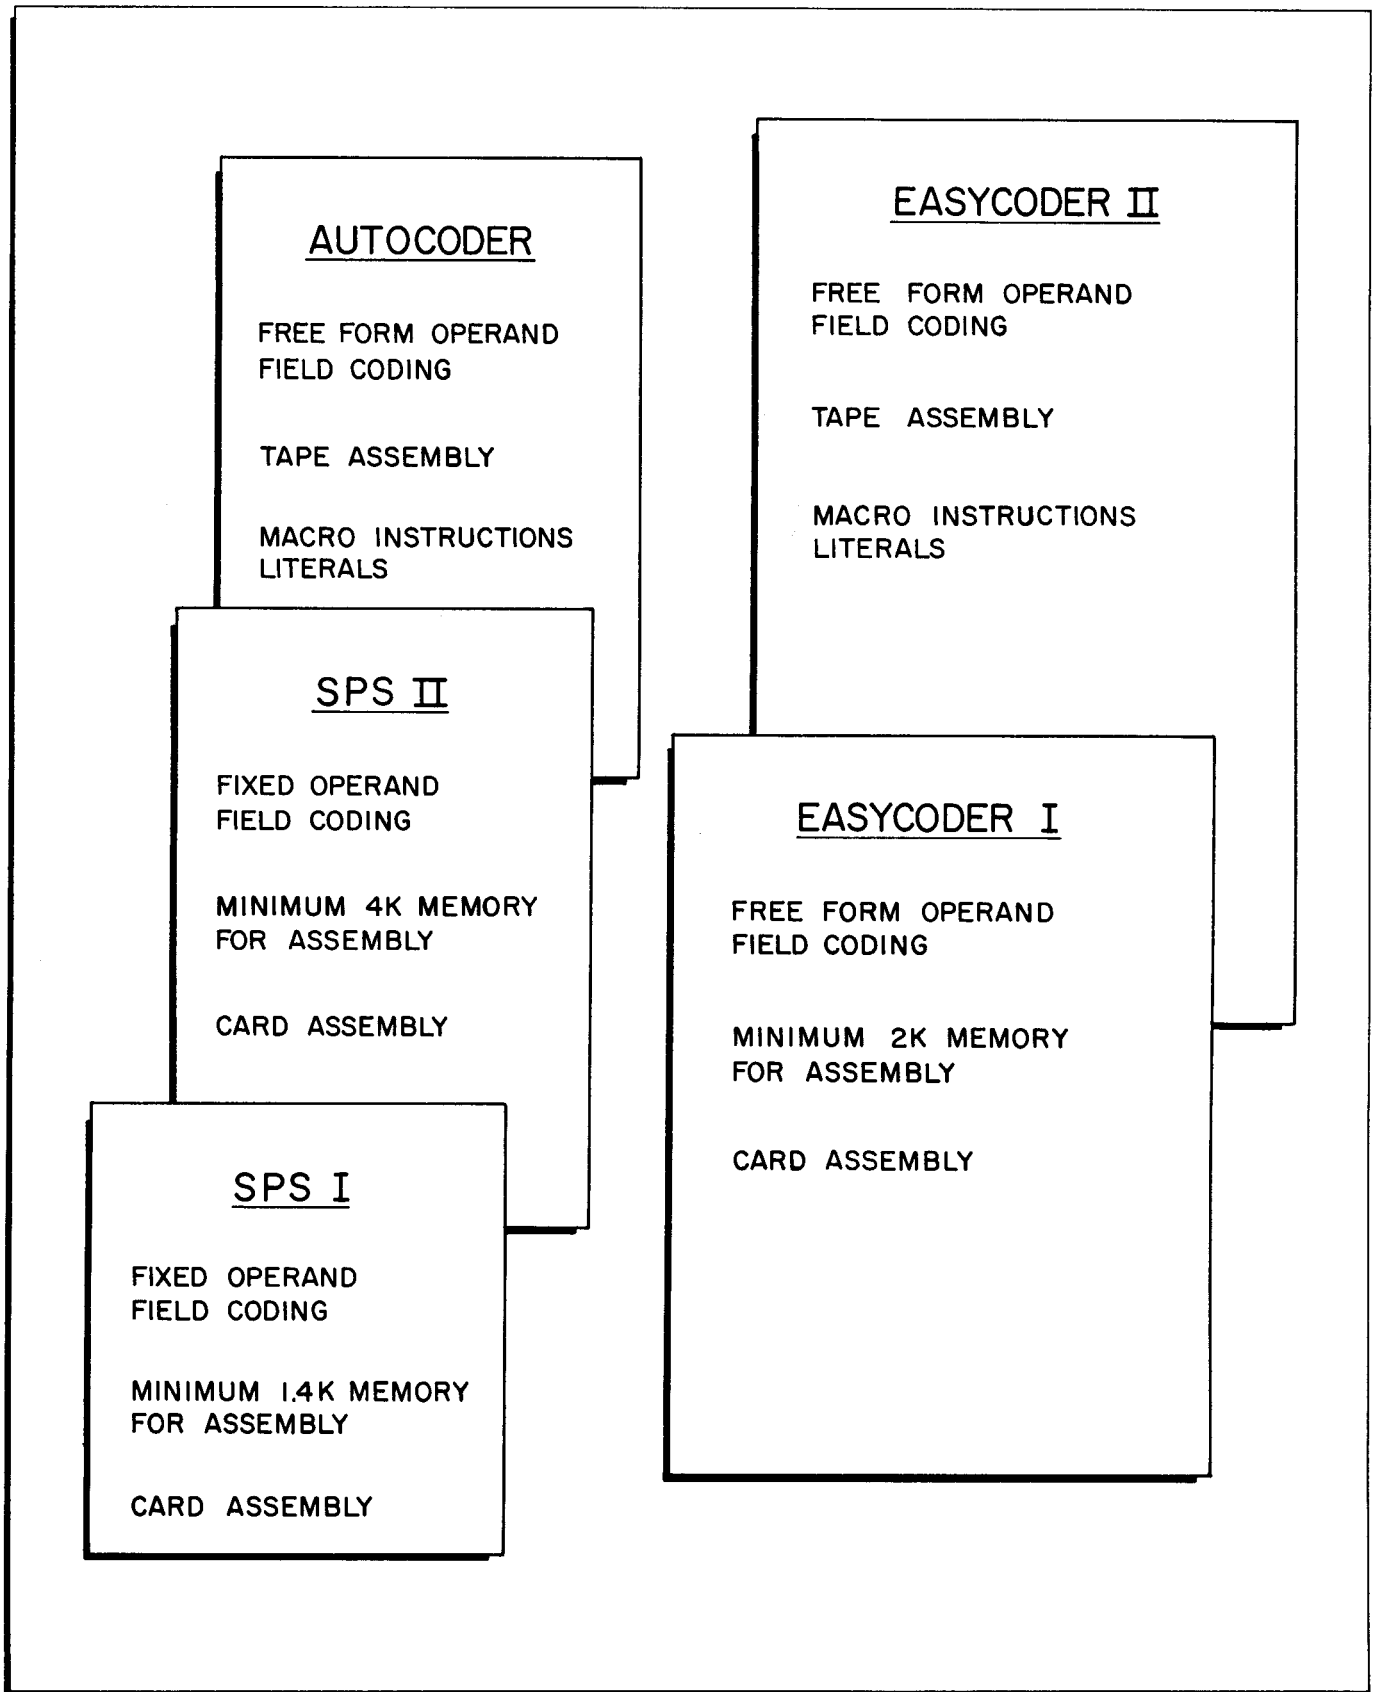 AUTOCODER
FREE FORM OPERAND
FIELD CODING
TAPE ASSEMBLY
MACRO INSTRUCTIONS
LITERALS
SPS II
FIXED OPERAND
FIELD CODING
MINIMUM 4K MEMORY
FOR ASSEMBLY
CARD ASSEMBLY
SPS I
FIXED OPERAND
FIELD CODING
MINIMUM 1.4K MEMORY
FOR ASSEMBLY
CARD ASSEMBLY
EASYCODER II
FREE FORM OPERAND
FIELD CODING
TAPE ASSEMBLY
MACRO INSTRUCTIONS
LITERALS
EASYCODER I
FREE FORM OPERAND
FIELD CODING
MINIMUM 2K MEMORY
FOR ASSEMBLY
CARD ASSEMBLY